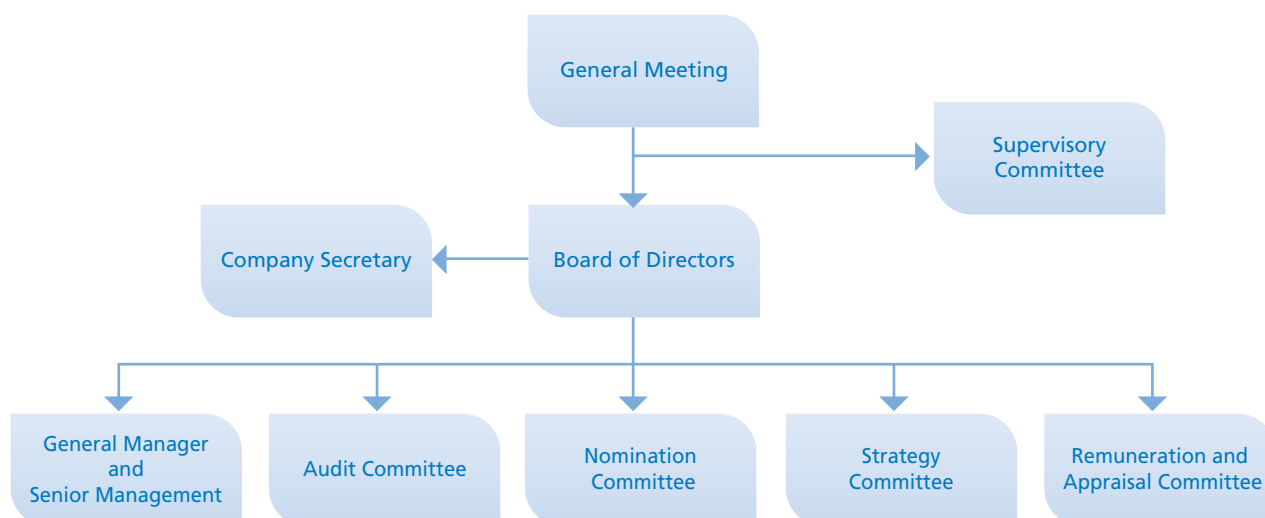 General Meeting
Supervisory
Committee
Company Secretary
Board of Directors
General Manager
and
Senior Management
Audit Committee
Nomination
Committee
Strategy
Committee
Remuneration and
Appraisal Committee